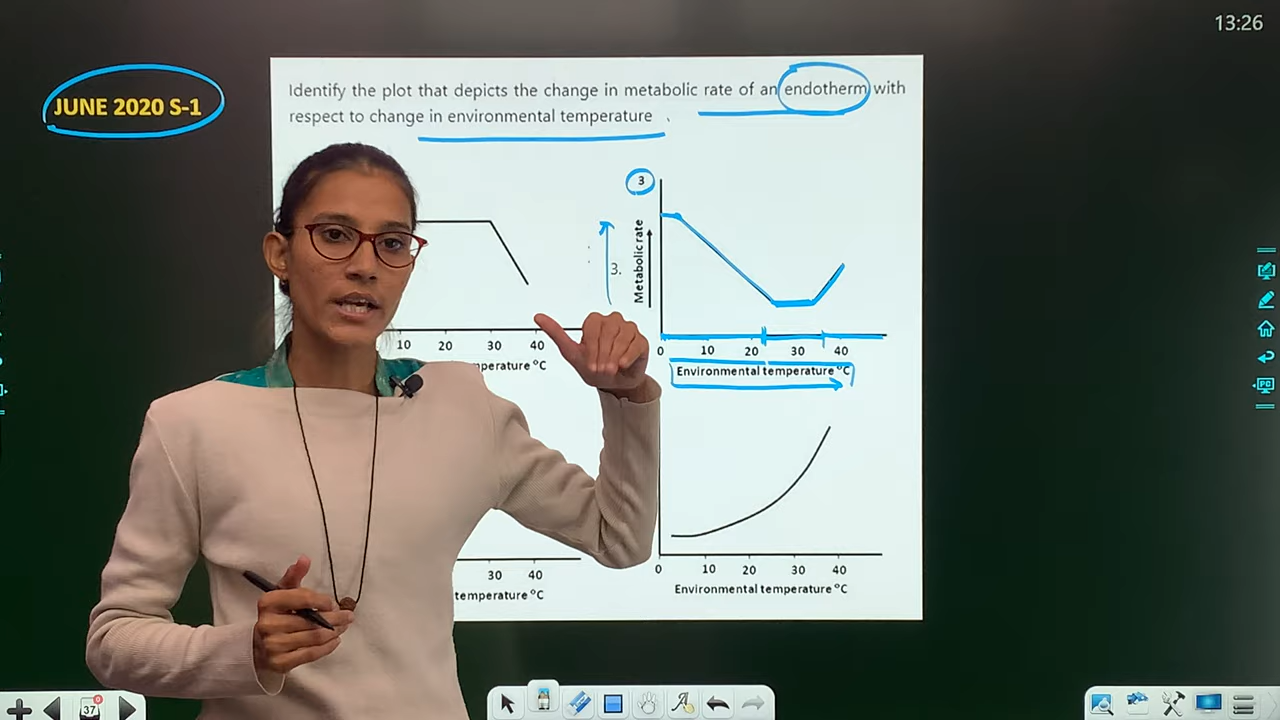 13:26
JUNE 2020 S-1
Identify the plot that depicts the change in metabolic rate of an endotherm with
respect to change in environmental temperature
3
3.
Metabolic rate
10 20 30 40
0 10 20 30 40
Environmental temperature °C
30 40
temperature °C
0 10 20 30 40
Environmental temperature °C
37
PC